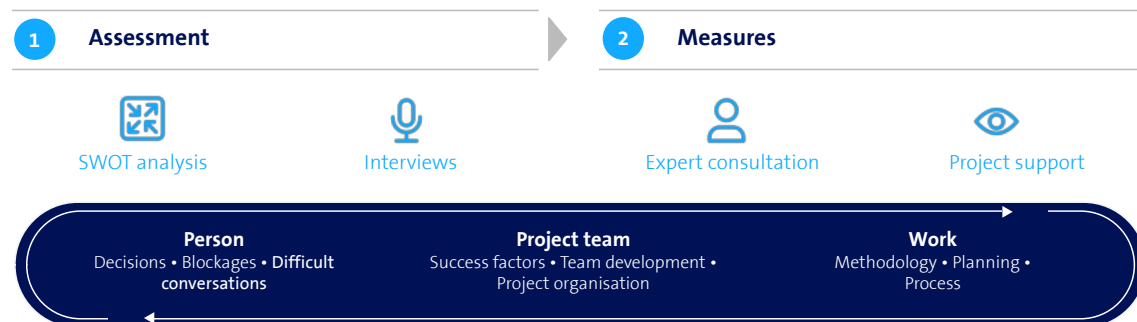 1 Assessment
2 Measures
SWOT analysis
Interviews
Expert consultation
Project support
Person
Decisions • Blockages • Difficult
conversations
Project team
Success factors • Team development •
Project organisation
Work
Methodology • Planning •
Process